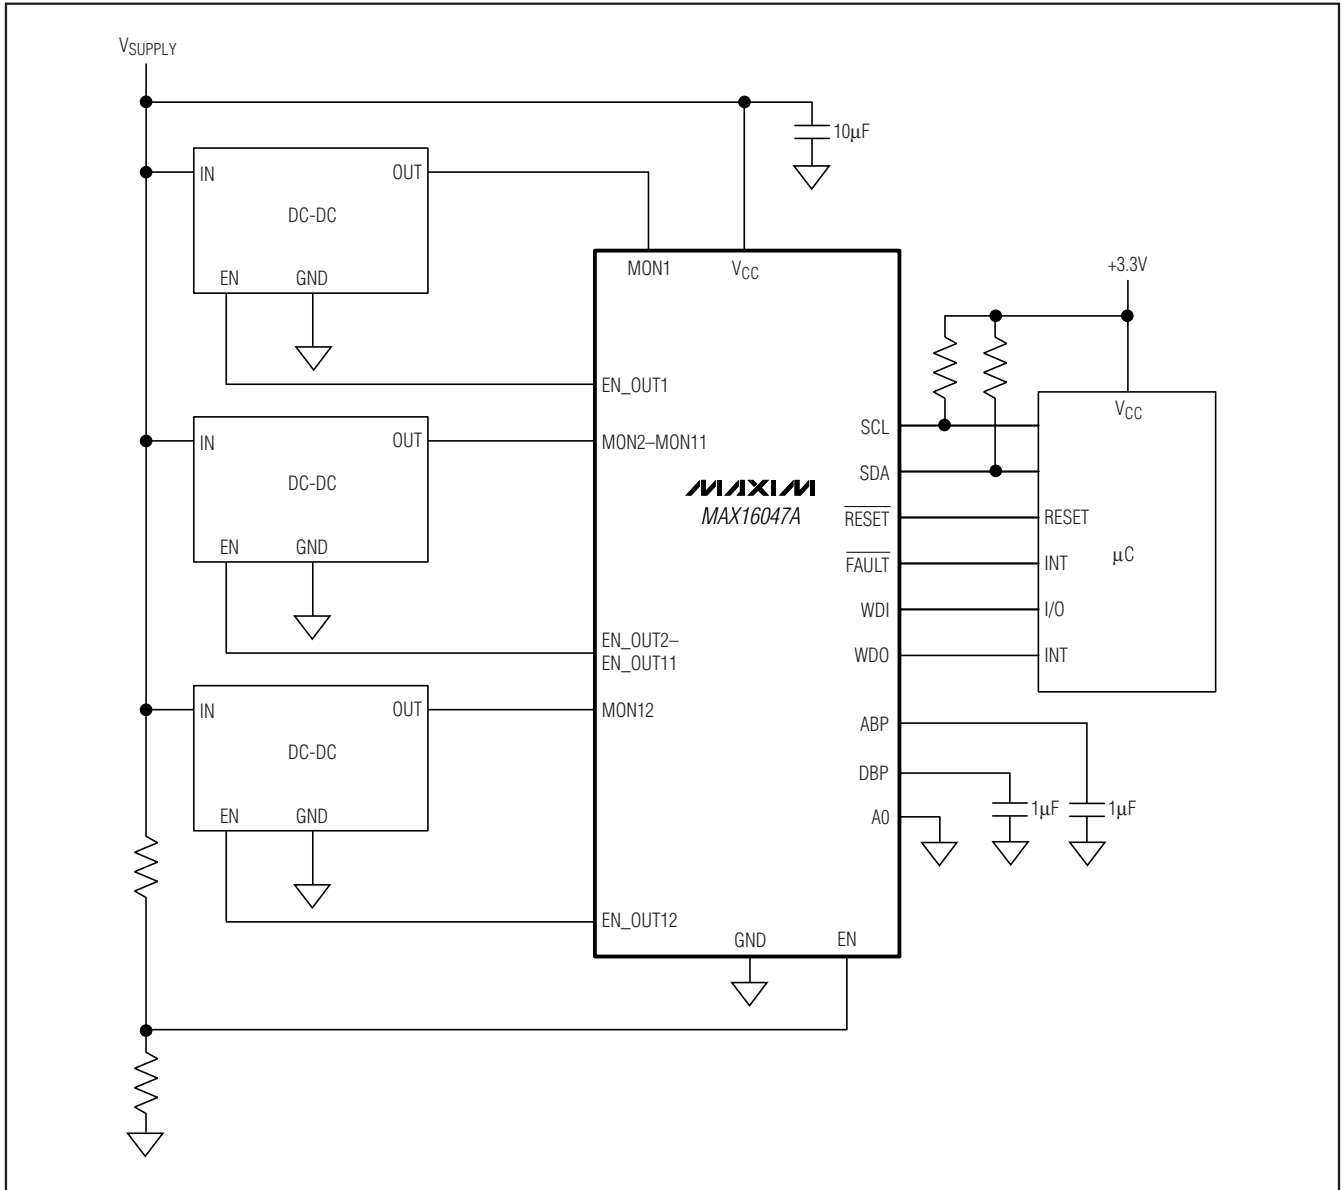 VSUPPLY
10µF
IN
OUT
DC-DC
EN
GND
MON1
VCC
+3.3V
EN_OUT1
VCC
IN
OUT
SCL
MON2–MON11
SDA
DC-DC
MAXIM
MAX16047A
RESET
RESET
EN
GND
FAULT
INT
µC
WDI
I/O
EN_OUT2–
EN_OUT11
WDO
INT
IN
OUT
MON12
ABP
DC-DC
DBP
1µF
1µF
EN
GND
A0
EN_OUT12
GND
EN